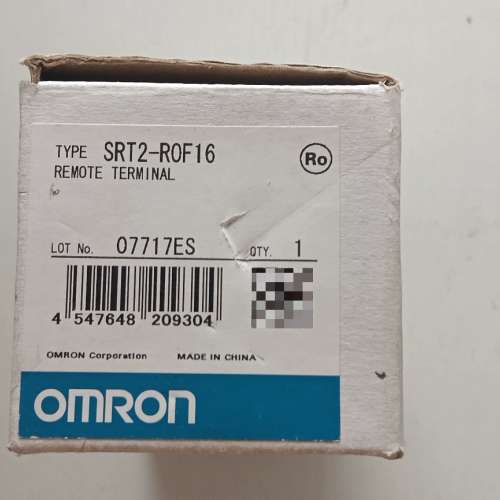 TYPE SRT2-ROF16
REMOTE TERMINAL
Ro
LOT No. 07717ES QTY. 1
4 547648 209304
OMRON Corporation MADE IN CHINA
OMRON